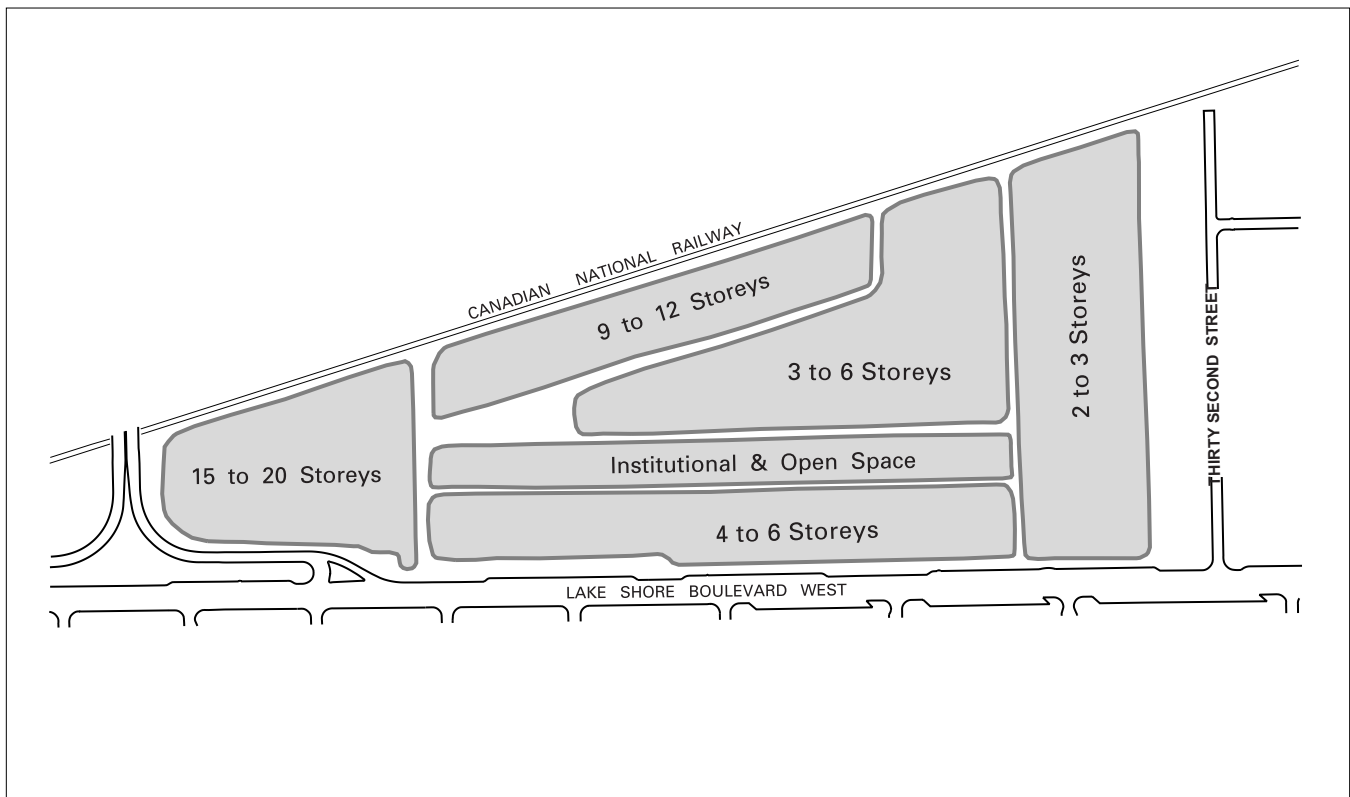 CANADIAN NATIONAL RAILWAY
9 to 12 Storeys
3 to 6 Storeys
2 to 3 Storeys
THIRTY SECOND STREET
15 to 20 Storeys
Institutional & Open Space
4 to 6 Storeys
LAKE SHORE BOULEVARD WEST